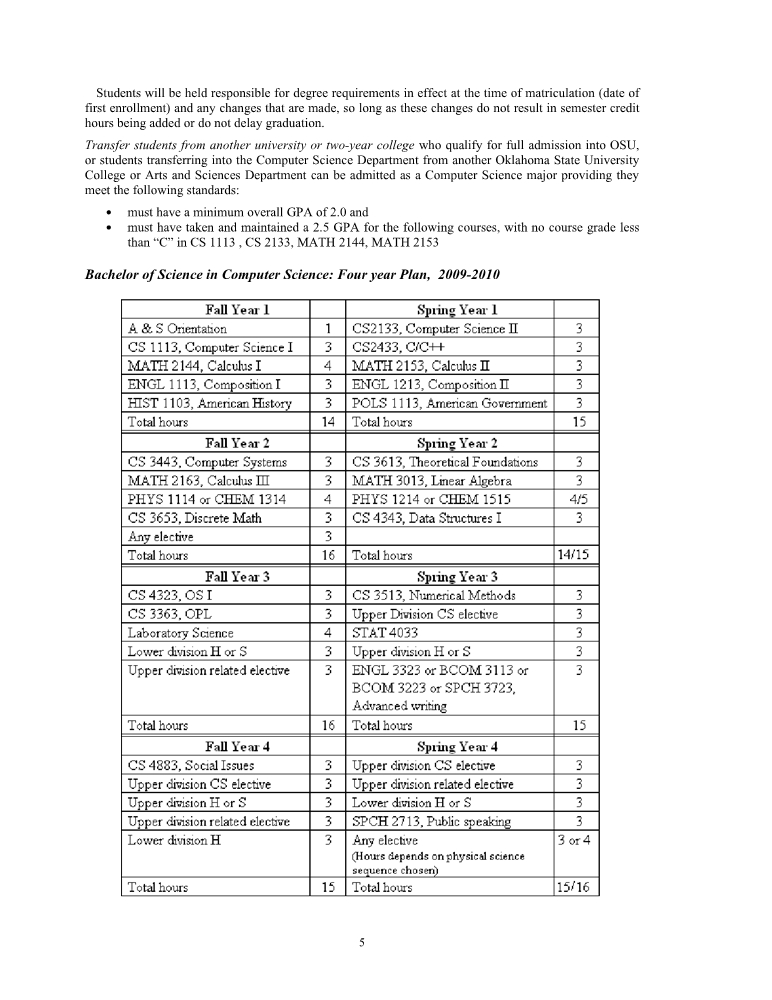 Students will be held responsible for degree requirements in effect at the time of matriculation (date of
first enrollment) and any changes that are made, so long as these changes do not result in semester credit
hours being added or do not delay graduation.
Transfer students from another university or two-year college who qualify for full admission into OSU,
or students transferring into the Computer Science Department from another Oklahoma State University
College or Arts and Sciences Department can be admitted as a Computer Science major providing they
meet the following standards:
• must have a minimum overall GPA of 2.0 and
• must have taken and maintained a 2.5 GPA for the following courses, with no course grade less
than “C” in CS 1113 , CS 2133, MATH 2144, MATH 2153
Bachelor of Science in Computer Science: Four year Plan, 2009-2010
Fall Year 1 Spring Year 1
A & S Orientation 1 CS2133, Computer Science II 3
CS 1113, Computer Science I 3 CS2433, C/C++ 3
MATH 2144, Calculus I 4 MATH 2153, Calculus II 3
ENGL 1113, Composition I 3 ENGL 1213, Composition II 3
HIST 1103, American History 3 POLS 1113, American Government 3
Total hours 14 Total hours 15
Fall Year 2 Spring Year 2
CS 3443, Computer Systems 3 CS 3613, Theoretical Foundations 3
MATH 2163, Calculus III 3 MATH 3013, Linear Algebra 3
PHYS 1114 or CHEM 1314 4 PHYS 1214 or CHEM 1515 4/5
CS 3653, Discrete Math 3 CS 4343, Data Structures I 3
Any elective 3
Total hours 16 Total hours 14/15
Fall Year 3 Spring Year 3
CS 4323, OS I 3 CS 3513, Numerical Methods 3
CS 3363, OPL 3 Upper Division CS elective 3
Laboratory Science 4 STAT 4033 3
Lower division H or S 3 Upper division H or S 3
Upper division related elective 3 ENGL 3323 or BCOM 3113 or 3
BCOM 3223 or SPCH 3723,
Advanced writing
Total hours 16 Total hours 15
Fall Year 4 Spring Year 4
CS 4883, Social Issues 3 Upper division CS elective 3
Upper division CS elective 3 Upper division related elective 3
Upper division H or S 3 Lower division H or S 3
Upper division related elective 3 SPCH 2713, Public speaking 3
Lower division H 3 Any elective 3 or 4
(Hours depends on physical science
sequence chosen)
Total hours 15 Total hours 15/16
5